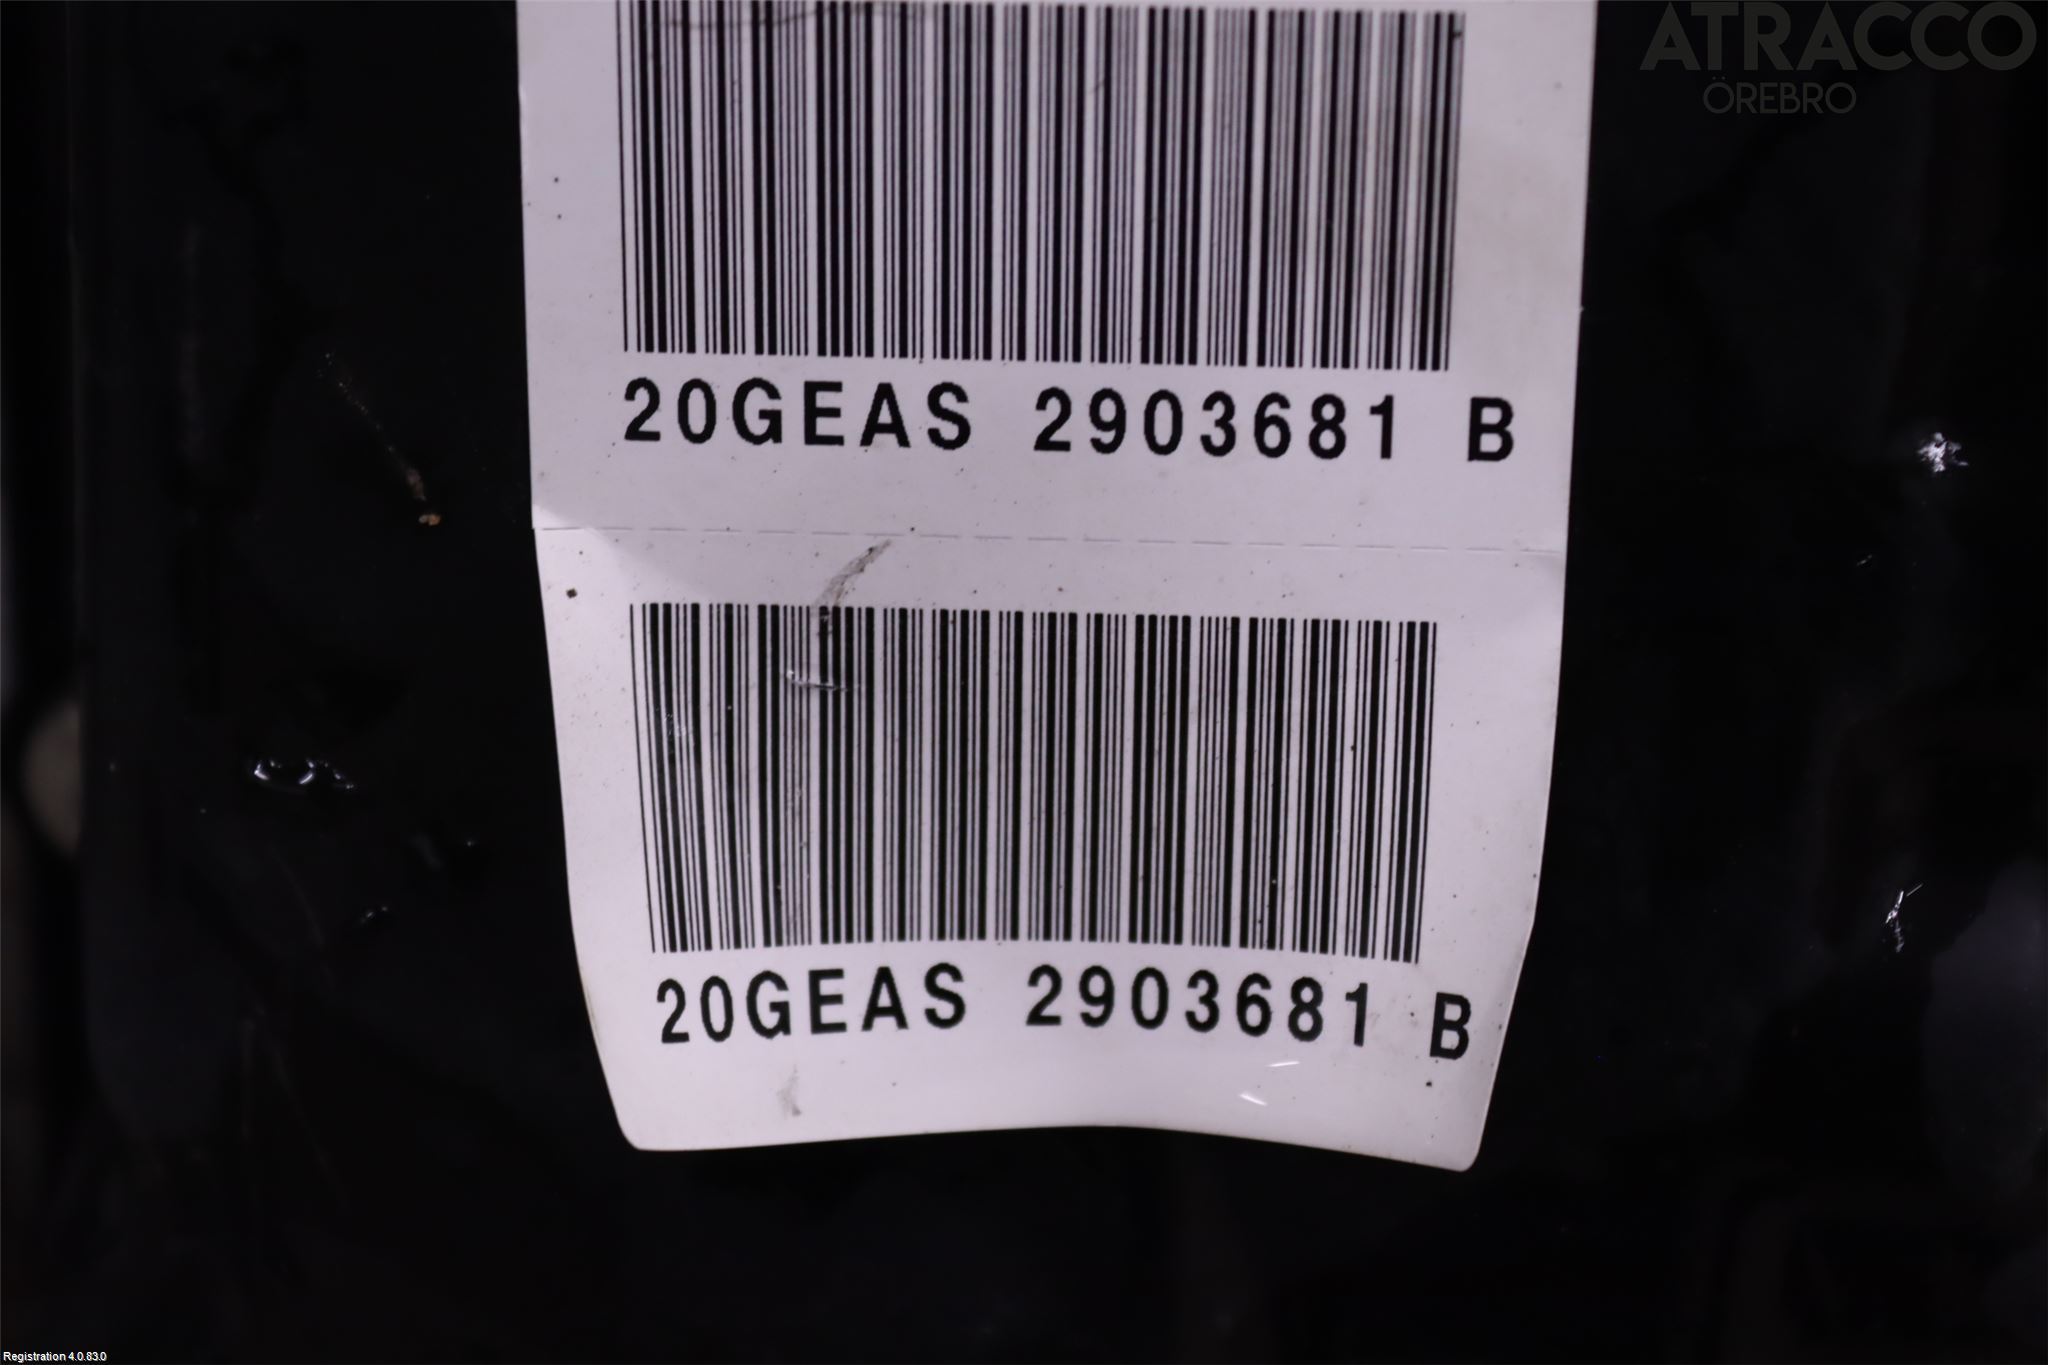 ATRACCO
ÖREBRO
20GEAS 2903681 B
20GEAS 2903681 B
Registration 4.0.83.0